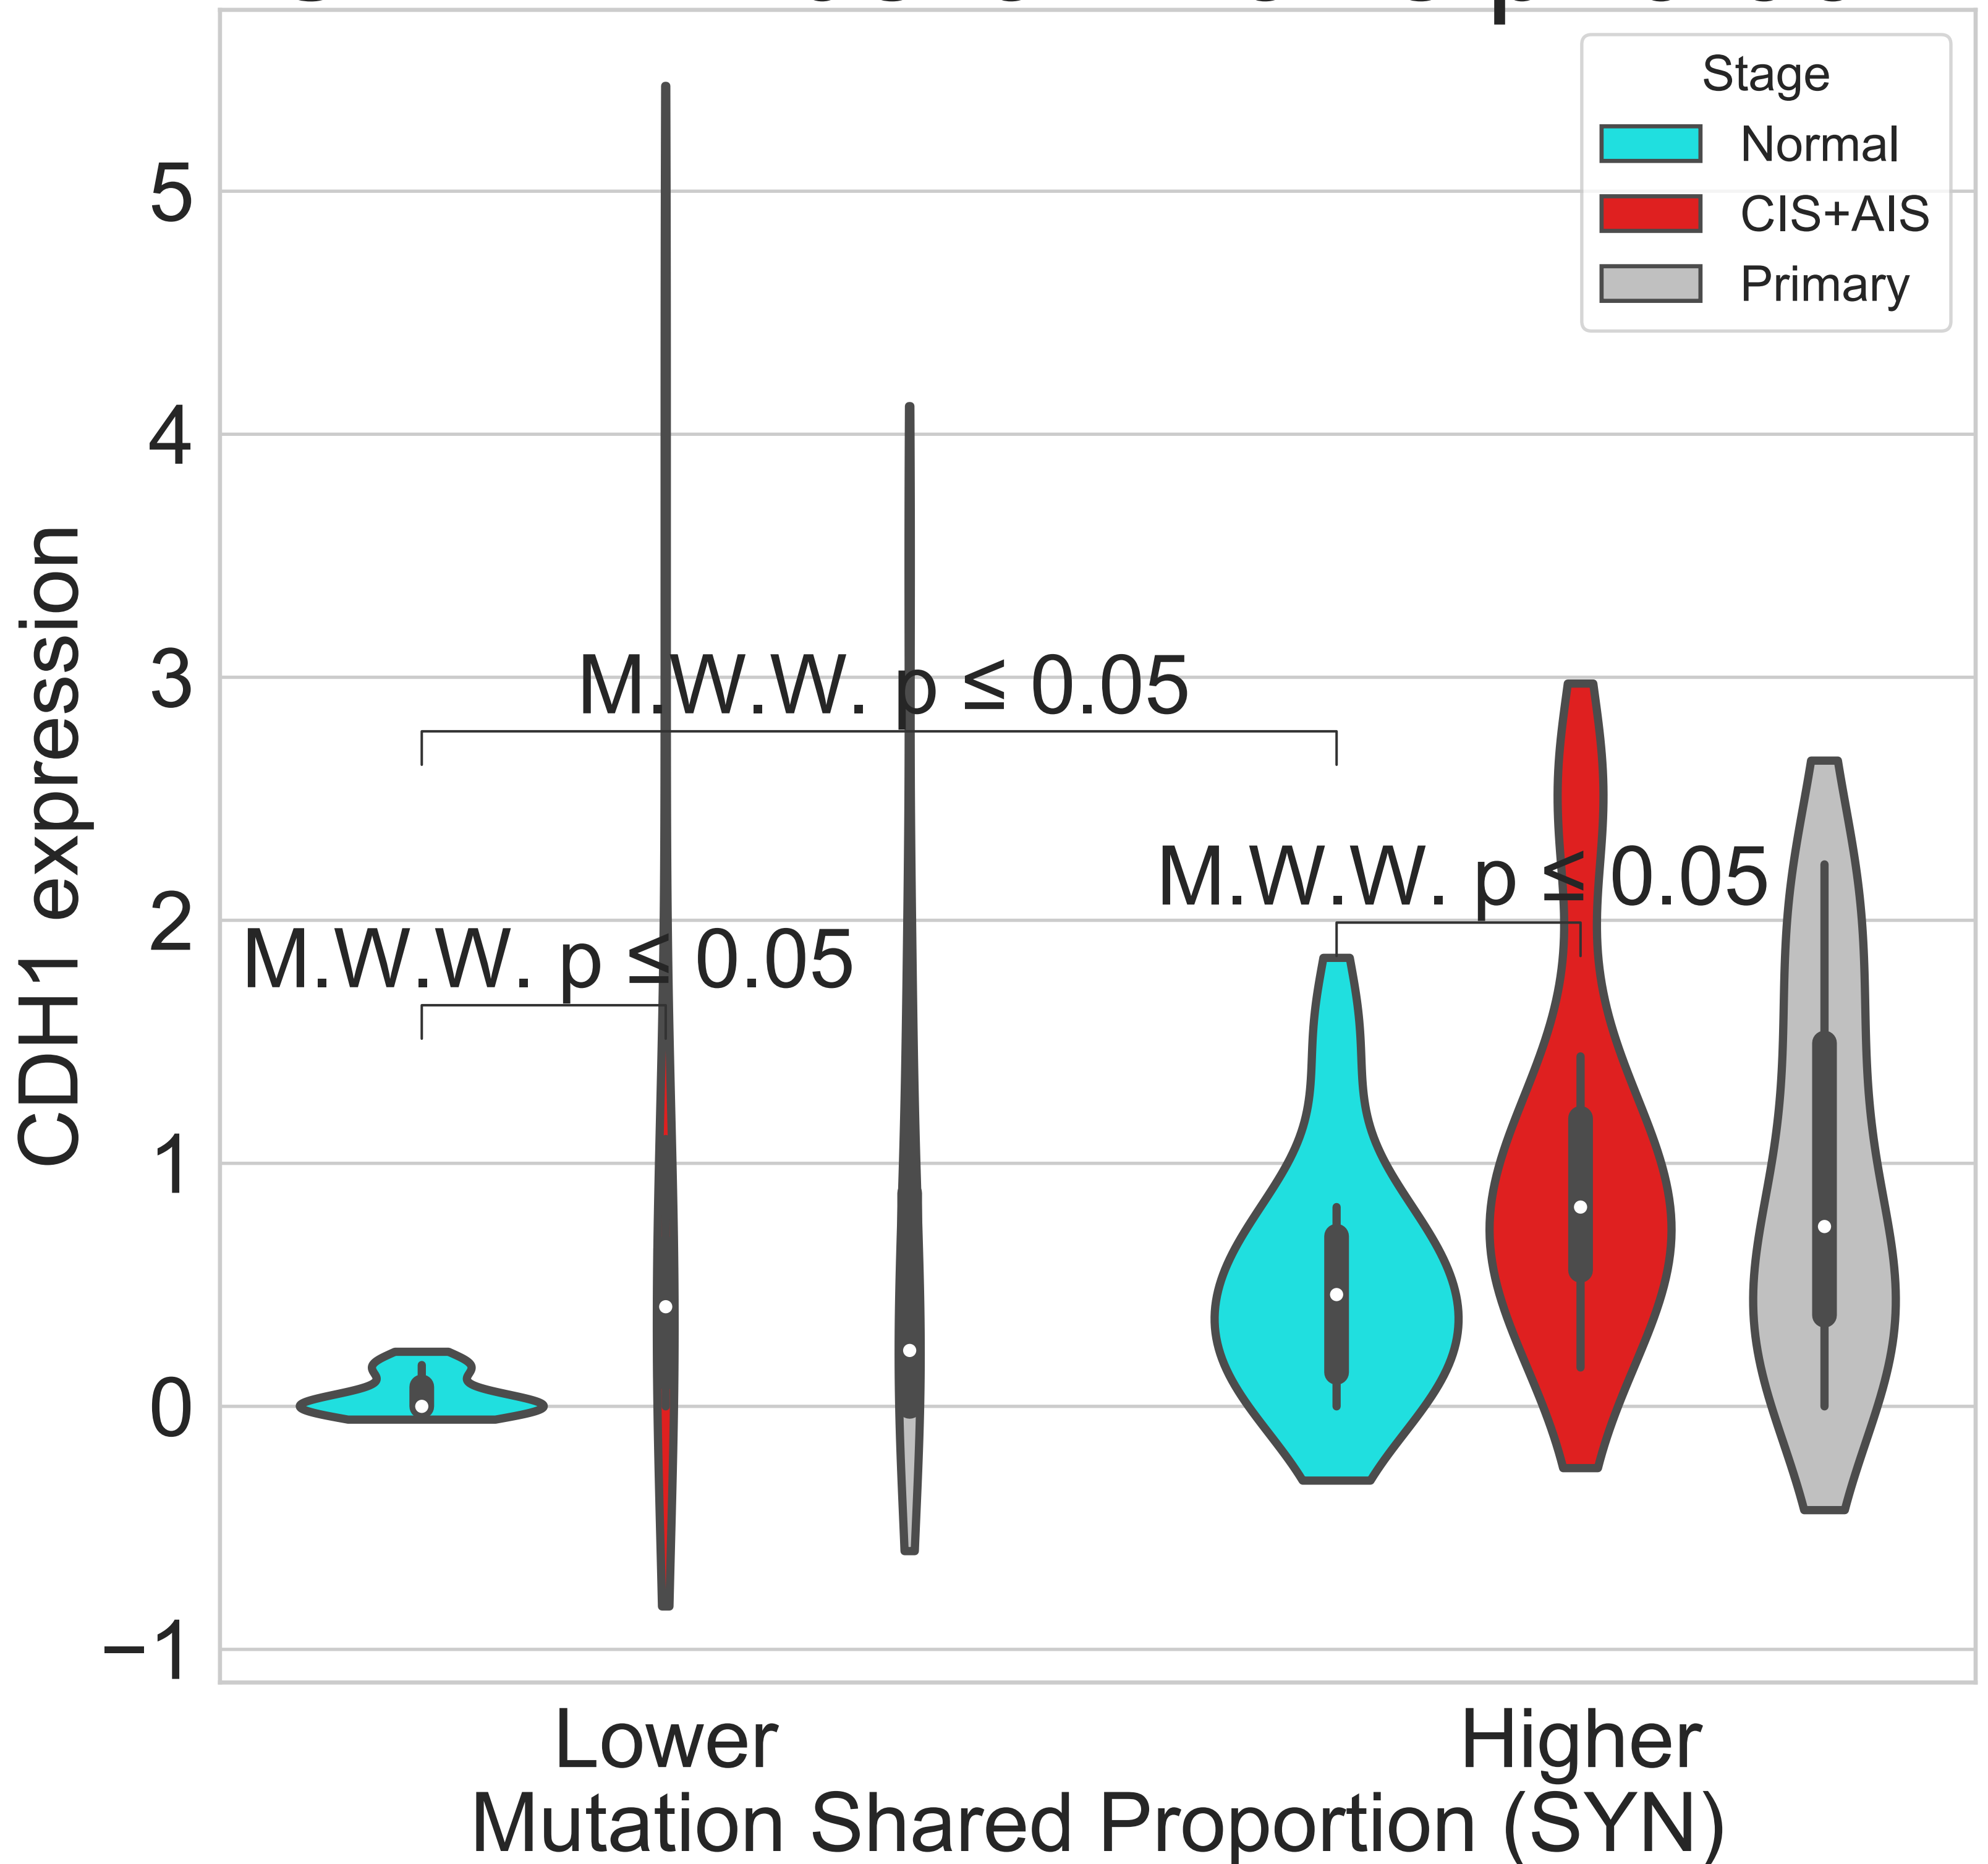 Stage
Normal
CIS+AIS
Primary
5
4
3
2
1
0
−1
CDH1 expression
M.W.W. p ≤ 0.05
M.W.W. p ≤ 0.05
M.W.W. p ≤ 0.05
Lower
Higher
Mutation Shared Proportion (SYN)